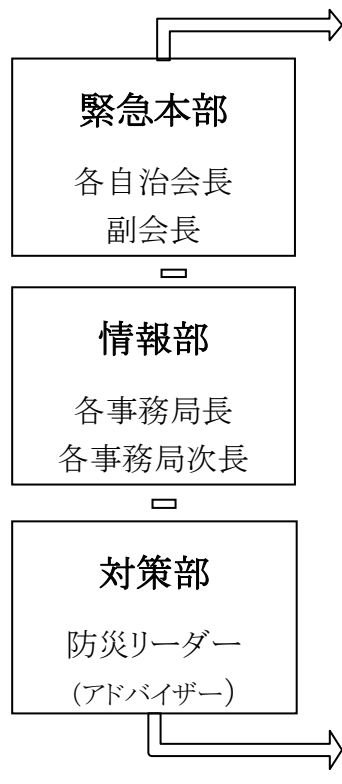 緊急本部
各自治会長
副会長
情報部
各事務局長
各事務局次長
対策部
防災リーダー
(アドバイザー)